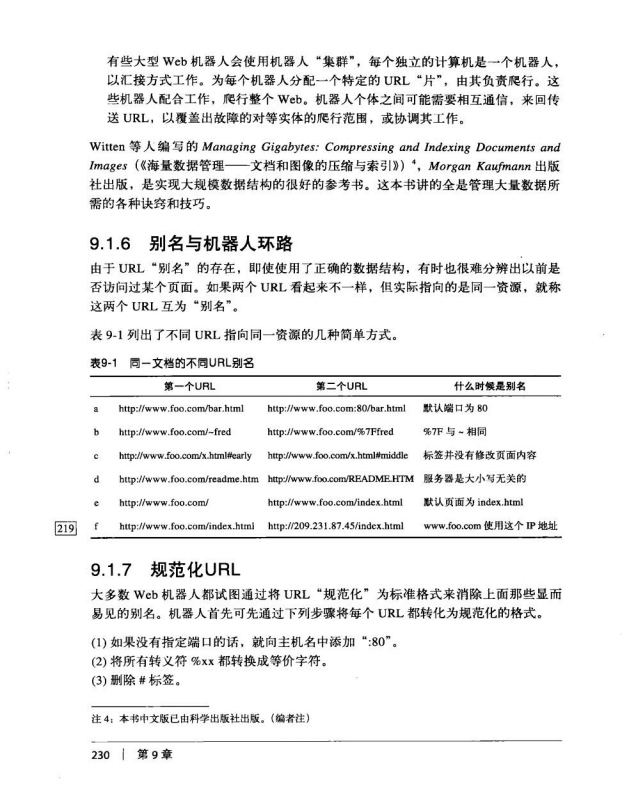 有些大型 Web 机器人会使用机器人“集群”，每个独立的计算机是一个机器人，
以汇接方式工作。为每个机器人分配一个特定的 URL“片”，由其负责爬行。这
些机器人配合工作，爬行整个 Web。机器人个体之间可能需要相互通信，来回传
送 URL，以覆盖出故障的对等实体的爬行范围，或协调其工作。
Witten 等人编写的 Managing Gigabytes: Compressing and Indexing Documents and
Images（《海量数据管理——文档和图像的压缩与索引》）4，Morgan Kaufmann 出版
社出版，是实现大规模数据结构的很好的参考书。这本书讲的全是管理大量数据所
需的各种诀窍和技巧。
9.1.6 别名与机器人环路
由于 URL“别名”的存在，即使使用了正确的数据结构，有时也很难分辨出以前是
否访问过某个页面。如果两个 URL 看起来不一样，但实际指向的是同一资源，就称
这两个 URL 互为“别名”。
表 9-1 列出了不同 URL 指向同一资源的几种简单方式。
表9-1 同一文档的不同URL别名
第一个URL 第二个URL 什么时候是别名
a http://www.foo.com/bar.html http://www.foo.com:80/bar.html 默认端口为 80
b http://www.foo.com/~fred http://www.foo.com/%7Ffred %7F 与 ~ 相同
c http://www.foo.com/x.html#early http://www.foo.com/x.html#middle 标签并没有修改页面内容
d http://www.foo.com/readme.htm http://www.foo.com/README.HTM 服务器是大小写无关的
e http://www.foo.com/ http://www.foo.com/index.html 默认页面为 index.html
219 f http://www.foo.com/index.html http://209.231.87.45/index.html www.foo.com 使用这个 IP 地址
9.1.7 规范化URL
大多数 Web 机器人都试图通过将 URL“规范化”为标准格式来消除上面那些显而
易见的别名。机器人首先可先通过下列步骤将每个 URL 都转化为规范化的格式。
(1) 如果没有指定端口的话，就向主机名中添加“:80”。
(2) 将所有转义符 %xx 都转换成等价字符。
(3) 删除 # 标签。
注 4：本书中文版已由科学出版社出版。（编者注）
230 | 第 9 章